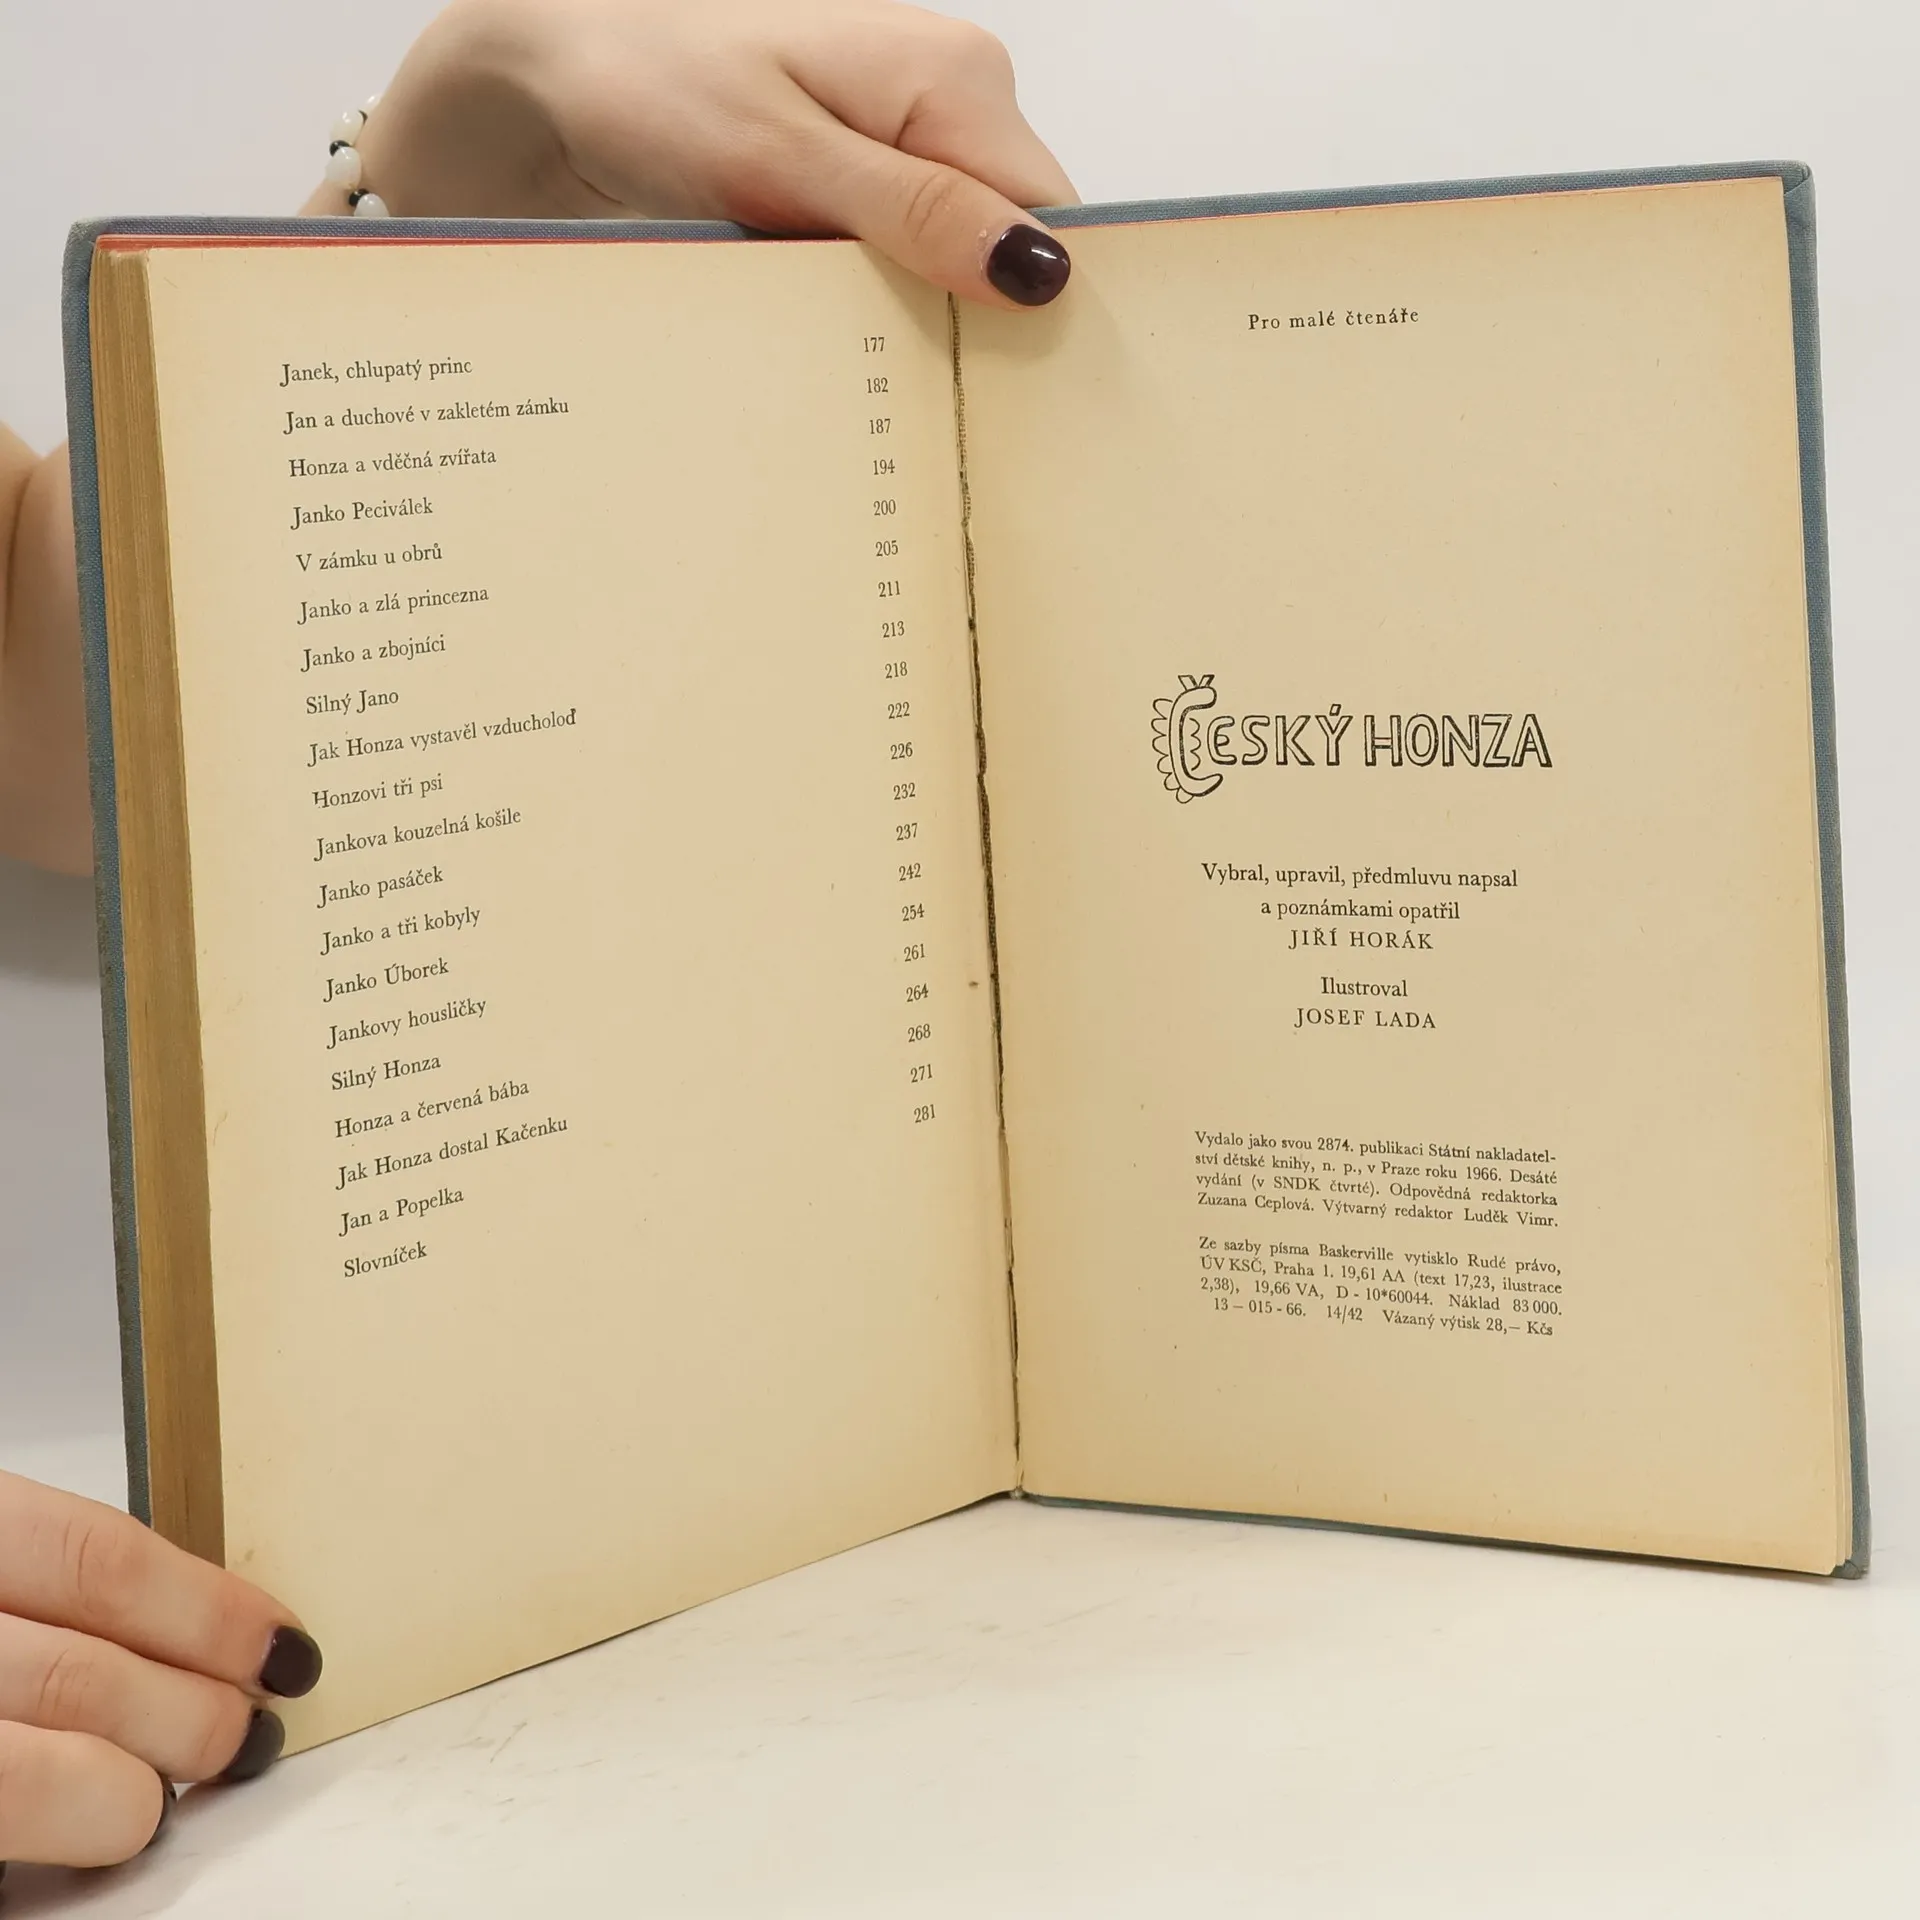 Janek, chlupatý princ 177
Jan a duchové v zakletém zámku 182
Honza a vděčná zvířata 187
Janko Peciválek 194
V zámku u obrů 200
Janko a zlá princezna 205
Janko a zbojníci 211
Silný Jano 213
Jak Honza vystavěl vzducholoď 218
Honzovi tři psi 222
Jankova kouzelná košile 226
Janko pasáček 232
Janko a tři kobyly 237
Janko Úborek 242
Jankovy housličky 254
Silný Honza 261
Honza a červená bába 264
Jak Honza dostal Kačenku 268
Jan a Popelka 271
Slovníček 281
Pro malé čtenáře
ČESKÝ HONZA
Vybral, upravil, předmluvu napsal
a poznámkami opatřil
JIŘÍ HORÁK
Ilustroval
JOSEF LADA
Vydalo jako svou 2874. publikaci Státní nakladatel-
ství dětské knihy, n. p., v Praze roku 1966. Desáté
vydání (v SNDK čtvrté). Odpovědná redaktorka
Zuzana Ceplová. Výtvarný redaktor Luděk Vimr.
Ze sazby písma Baskerville vytisklo Rudé právo,
ÚV KSČ, Praha 1. 19,61 AA (text 17,23, ilustrace
2,38), 19,66 VA, D - 10*60044. Náklad 83 000.
13 – 015 - 66. 14/42 Vázaný výtisk 28,– Kčs